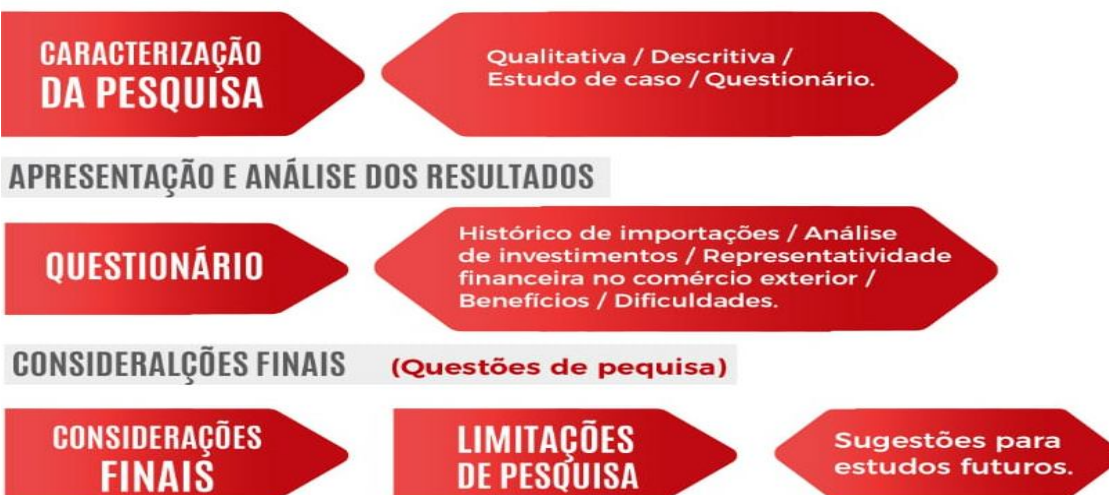 CARACTERIZAÇÃO
DA PESQUISA
Qualitativa / Descritiva /
Estudo de caso / Questionário.
APRESENTAÇÃO E ANÁLISE DOS RESULTADOS
QUESTIONÁRIO
Histórico de importações / Análise
de investimentos / Representatividade
financeira no comércio exterior /
Benefícios / Dificuldades.
CONSIDERALÇÕES FINAIS (Questões de pequisa)
CONSIDERAÇÕES
FINAIS
LIMITAÇÕES
DE PESQUISA
Sugestões para
estudos futuros.